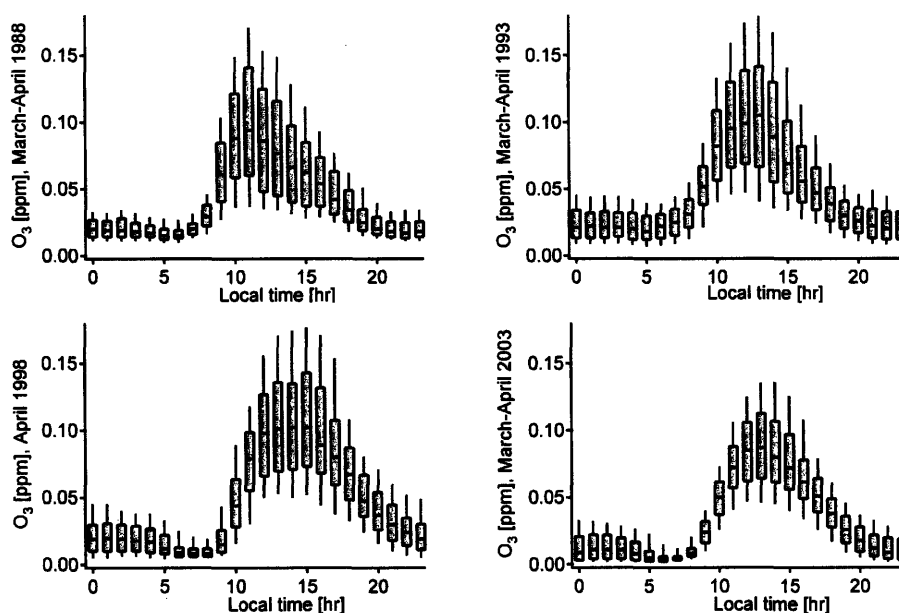 O3 [ppm], March-April 1988
0.15
0.10
0.05
0.00
0 5 10 15 20
Local time [hr]
O3 [ppm], March-April 1993
0.15
0.10
0.05
0.00
0 5 10 15 20
Local time [hr]
O3 [ppm], April 1998
0.15
0.10
0.05
0.00
0 5 10 15 20
Local time [hr]
O3 [ppm], March-April 2003
0.15
0.10
0.05
0.00
0 5 10 15 20
Local time [hr]